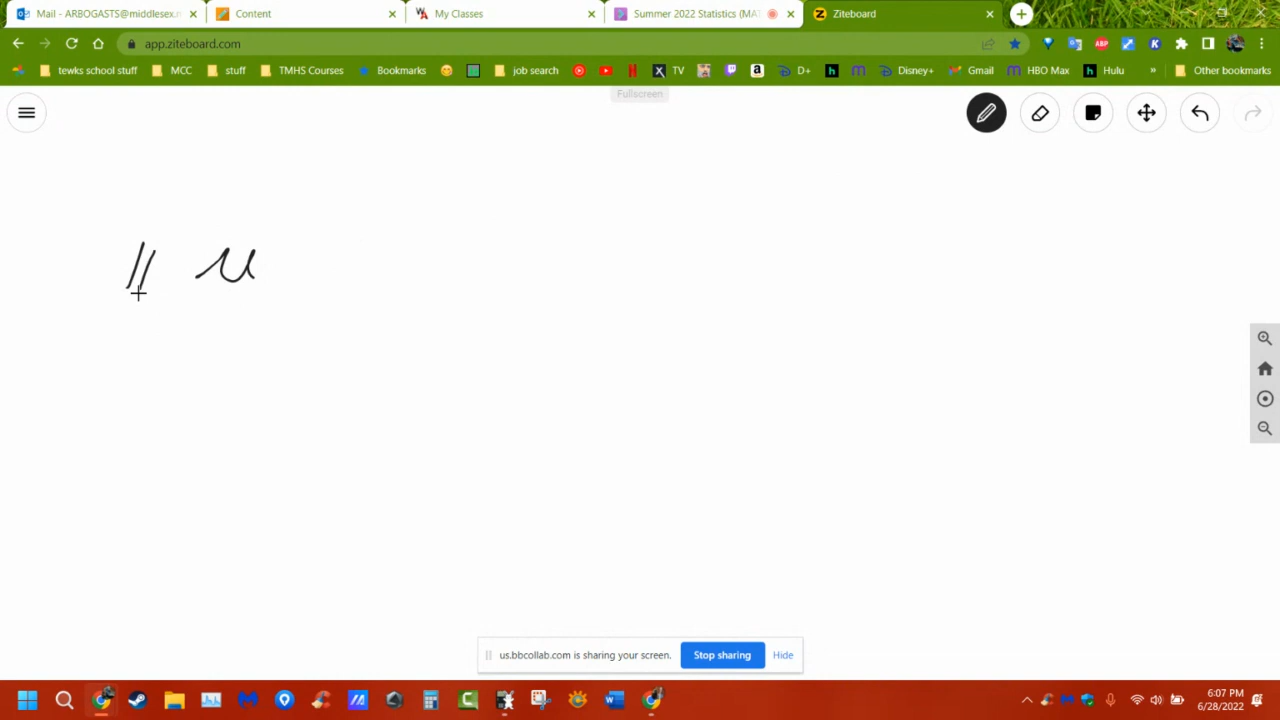 Mail - ARBOGASTS@middlesex.m
Content
My Classes
Summer 2022 Statistics (MAT
Ziteboard
app.ziteboard.com
tewks school stuff
MCC
stuff
TMHS Courses
Bookmarks
job search
TV
D+
Disney+
Gmail
HBO Max
Hulu
Other bookmarks
Fullscreen
us.bbcollab.com is sharing your screen.
Stop sharing
Hide
6:07 PM
6/28/2022